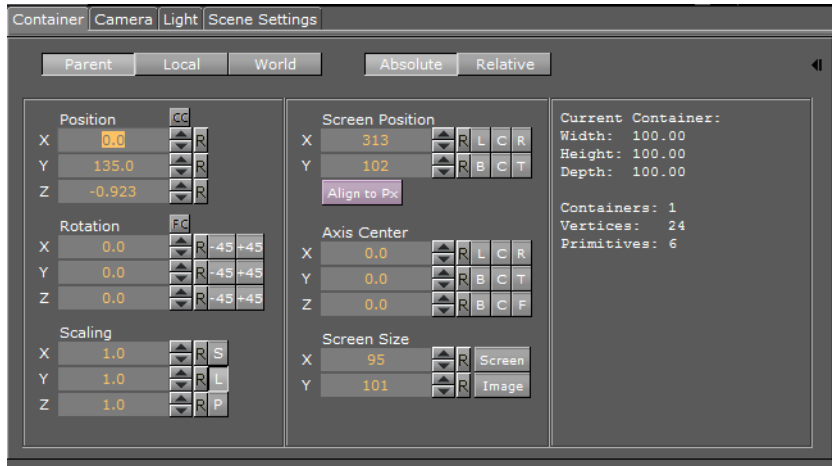 Container Camera Light Scene Settings
Parent Local World Absolute Relative
Position CC
X 0.0 R
Y 135.0 R
Z -0.923 R
Rotation FC
X 0.0 R -45 +45
Y 0.0 R -45 +45
Z 0.0 R -45 +45
Scaling
X 1.0 R S
Y 1.0 R L
Z 1.0 R P
Screen Position
X 313 R L C R
Y 102 R B C T
Align to Px
Axis Center
X 0.0 R L C R
Y 0.0 R B C T
Z 0.0 R B C F
Screen Size
X 95 R Screen
Y 101 R Image
Current Container:
Width: 100.00
Height: 100.00
Depth: 100.00
Containers: 1
Vertices: 24
Primitives: 6